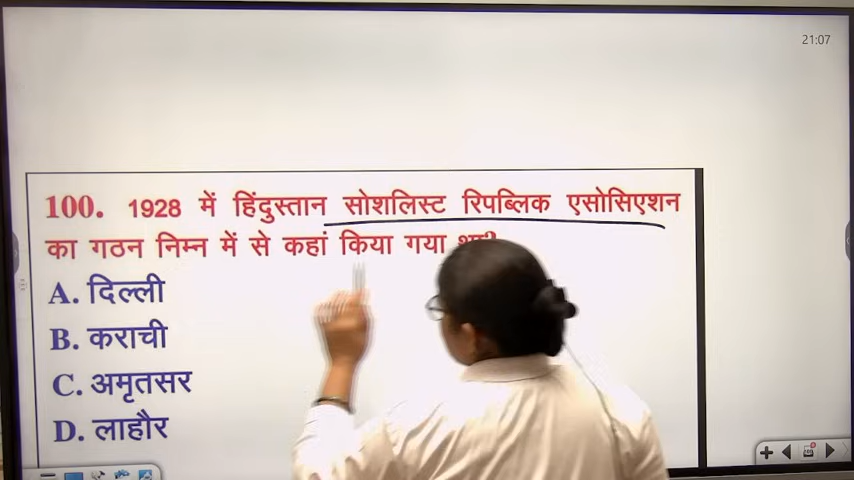 21:07
100. 1928 में हिंदुस्तान सोशलिस्ट रिपब्लिक एसोसिएशन
का गठन निम्न में से कहां किया गया
A. दिल्ली
B. कराची
C. अमृतसर
D. लाहौर